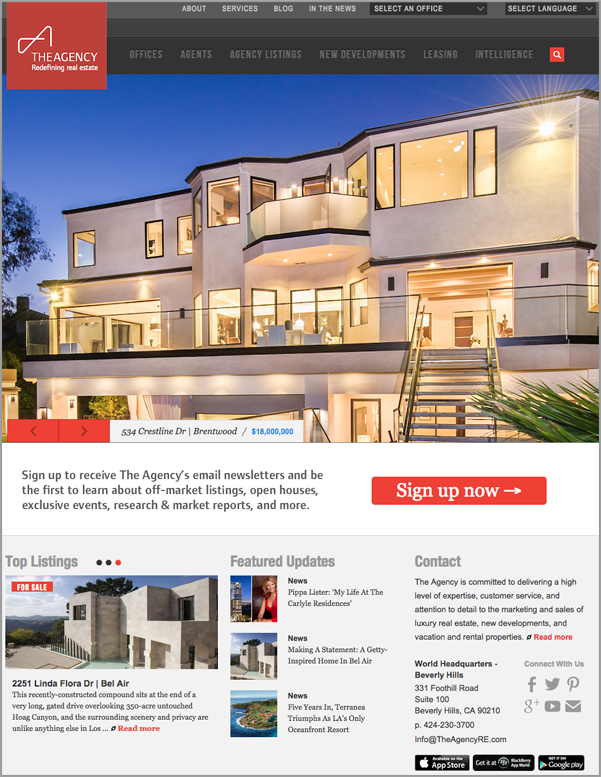 ABOUT SERVICES BLOG IN THE NEWS SELECT AN OFFICE SELECT LANGUAGE
THEAGENCY
Redefining real estate
OFFICES AGENTS AGENCY LISTINGS NEW DEVELOPMENTS LEASING INTELLIGENCE
534 Crestline Dr | Brentwood / $18,000,000
Sign up to receive The Agency's email newsletters and be
the first to learn about off-market listings, open houses,
exclusive events, research & market reports, and more.
Sign up now →
Top Listings
FOR SALE
2251 Linda Flora Dr | Bel Air
This recently-constructed compound sits at the end of a
very long, gated drive overlooking 350-acre untouched
Hoag Canyon, and the surrounding scenery and privacy are
unlike anything else in Los ... Read more
Featured Updates
News
Pippa Lister: 'My Life At The
Carlyle Residences'
News
Making A Statement: A Getty-
Inspired Home In Bel Air
News
Five Years In, Terranea
Triumphs As LA's Only
Oceanfront Resort
Contact
The Agency is committed to delivering a high
level of expertise, customer service, and
attention to detail to the marketing and sales of
luxury real estate, new developments, and
vacation and rental properties. Read more
World Headquarters -
Beverly Hills
331 Foothill Road
Suite 100
Beverly Hills, CA 90210
p. 424-230-3700
Info@TheAgencyRE.com
Connect With Us
Available on the
App Store
Get it at
BlackBerry
App World
Get it on
Google play